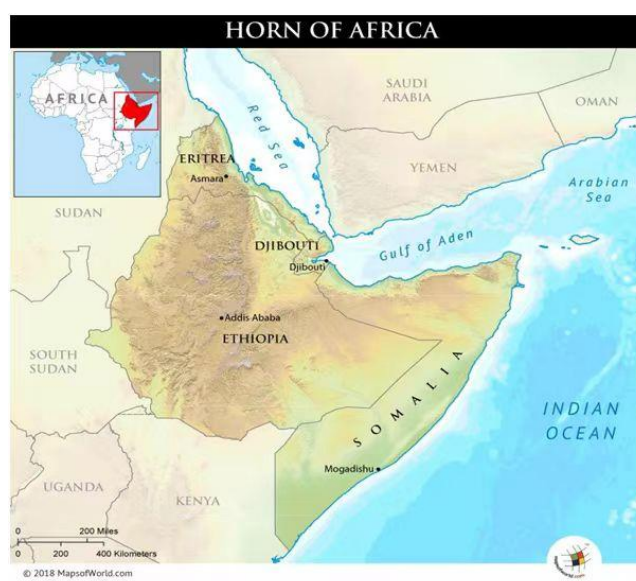 HORN OF AFRICA
AFRICA
SAUDI
ARABIA
OMAN
Red Sea
ERITREA
Asmara
YEMEN
Arabian
Sea
SUDAN
DJIBOUTI
Gulf of Aden
Djibouti
Addis Ababa
ETHIOPIA
SOUTH
SUDAN
SOMALIA
INDIAN
OCEAN
Mogadishu
UGANDA
KENYA
0 200 Miles
0 200 400 Kilometers
© 2018 MapsofWorld.com